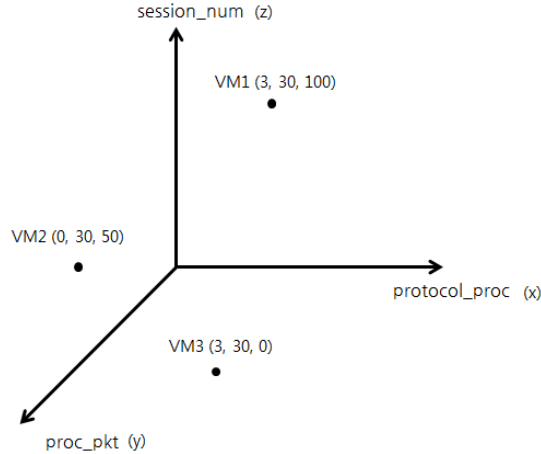 session_num (z)
VM1 (3, 30, 100)
VM2 (0, 30, 50)
protocol_proc (x)
VM3 (3, 30, 0)
proc_pkt (y)